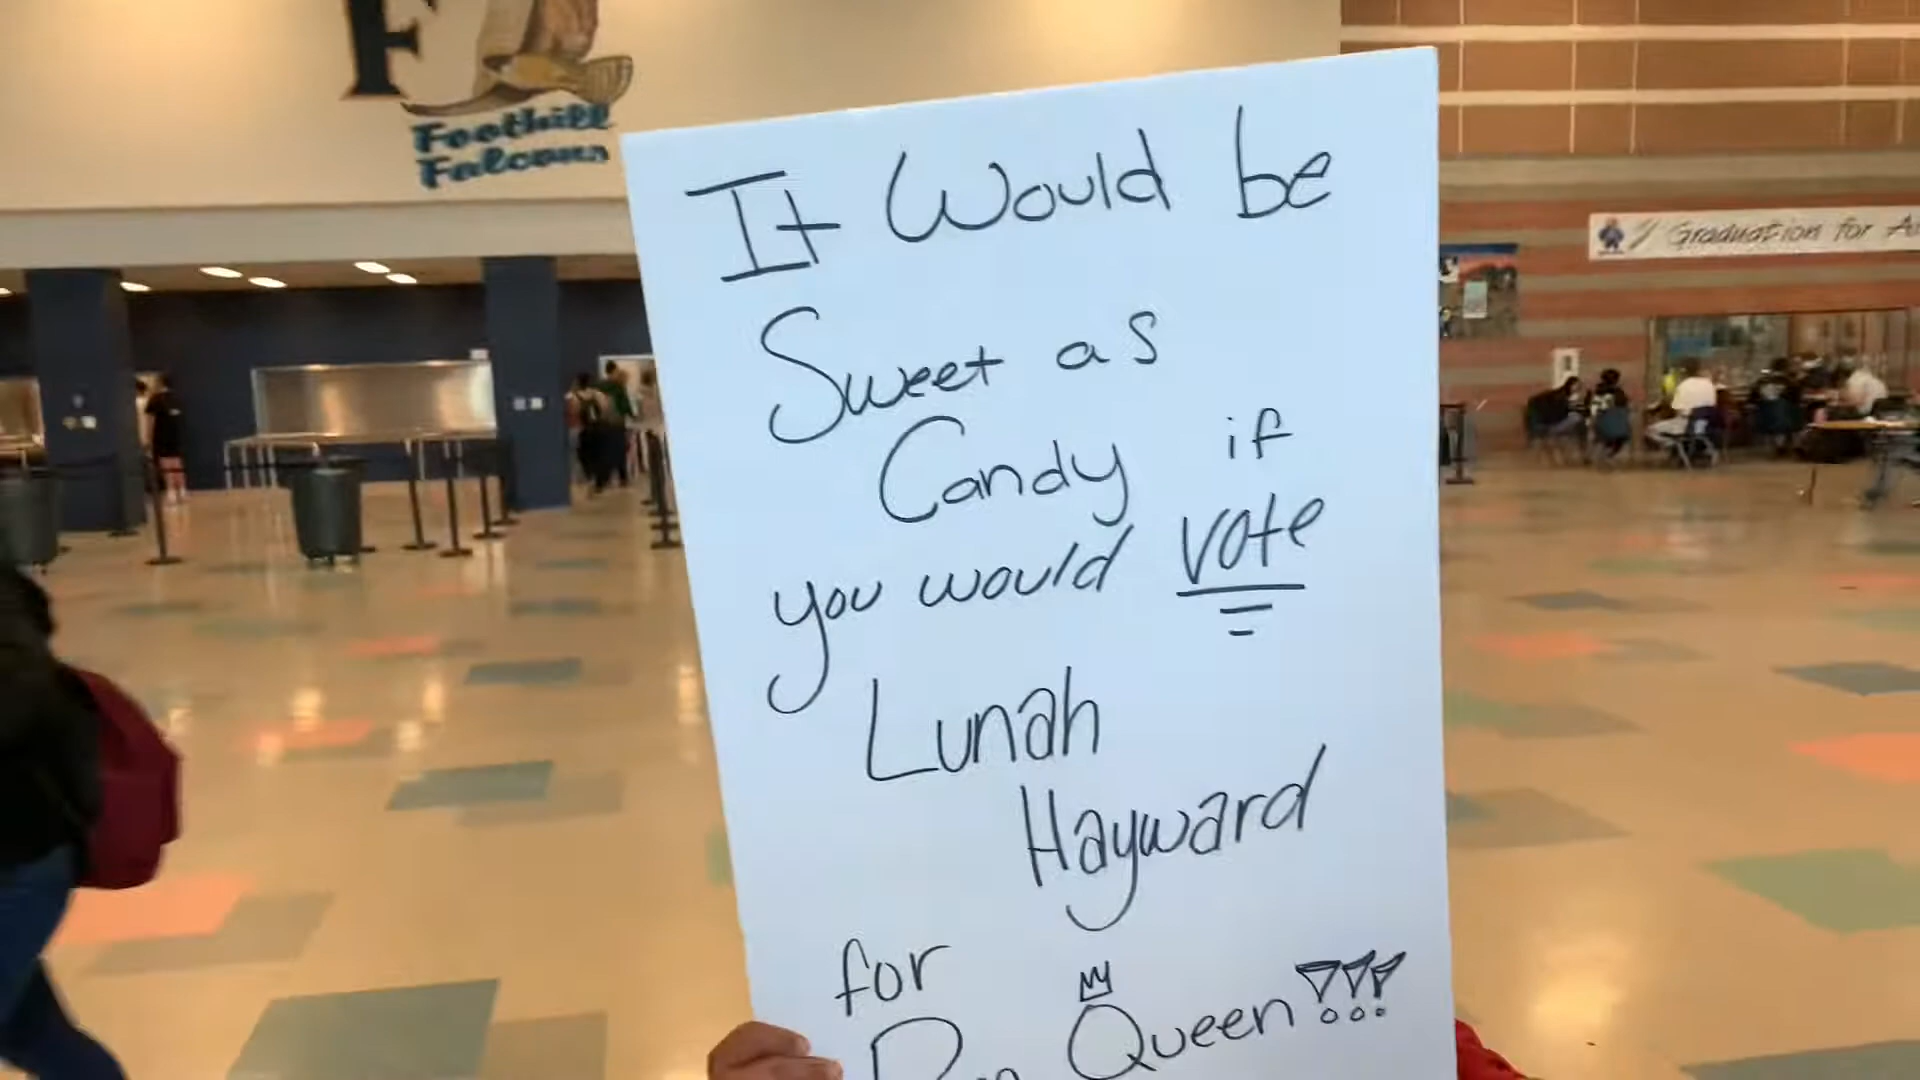 F
Foothill
Falcons
It Would be
Sweet as
Candy if
you would vote
Lunah
Hayward
for
Queen!!!
Graduation for